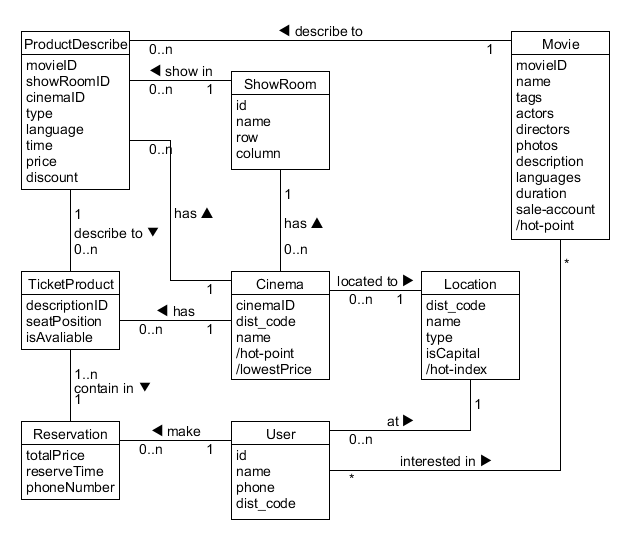 ProductDescribe
movieID
showRoomID
cinemaID
type
language
time
price
discount
◄ describe to
0..n
1
Movie
movieID
name
tags
actors
directors
photos
description
languages
duration
sale-account
/hot-point
◄ show in
0..n
1
ShowRoom
id
name
row
column
0..n
has ▲
1
1
has ▲
0..n
1
describe to ▼
0..n
TicketProduct
descriptionID
seatPosition
isAvaliable
◄ has
0..n
1
Cinema
cinemaID
dist_code
name
/hot-point
/lowestPrice
located to ►
0..n
1
Location
dist_code
name
type
isCapital
/hot-index
1..n
contain in ▼
1
Reservation
totalPrice
reserveTime
phoneNumber
◄ make
0..n
1
User
id
name
phone
dist_code
at ►
0..n
1
interested in ►
*
*